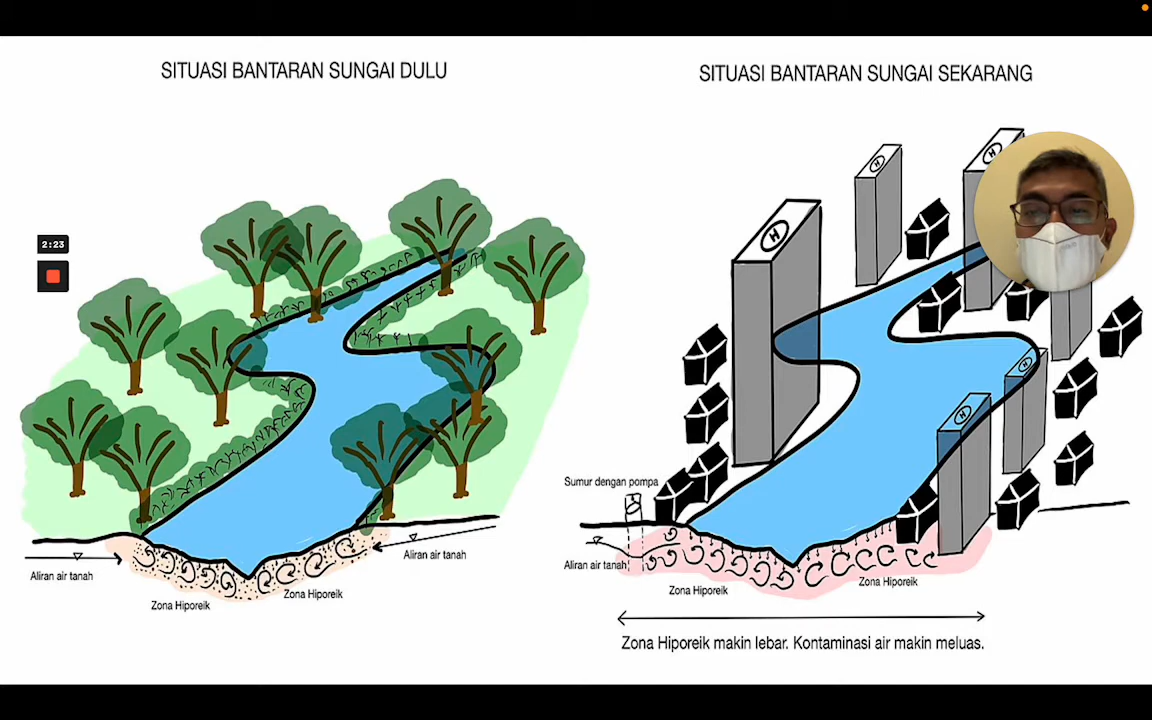 SITUASI BANTARAN SUNGAI DULU
SITUASI BANTARAN SUNGAI SEKARANG
2:23
H
H
H
H
H
Sumur dengan pompa
Aliran air tanah
Aliran air tanah
Zona Hiporeik
Zona Hiporeik
Aliran air tanah
Zona Hiporeik
Zona Hiporeik
Zona Hiporeik makin lebar. Kontaminasi air makin meluas.